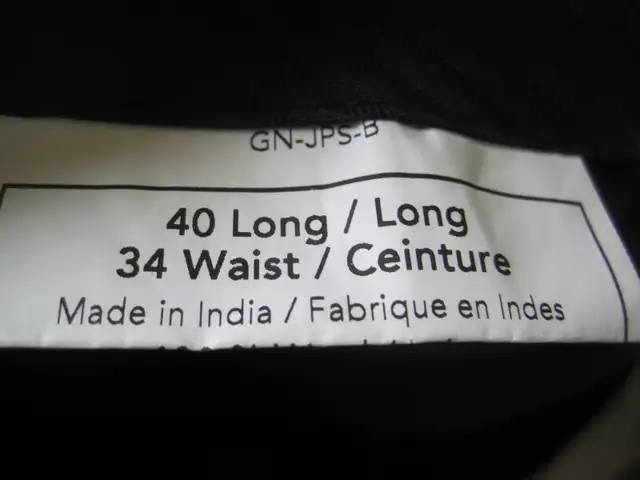 GN-JPS-B
40 Long / Long
34 Waist / Ceinture
Made in India / Fabrique en Indes